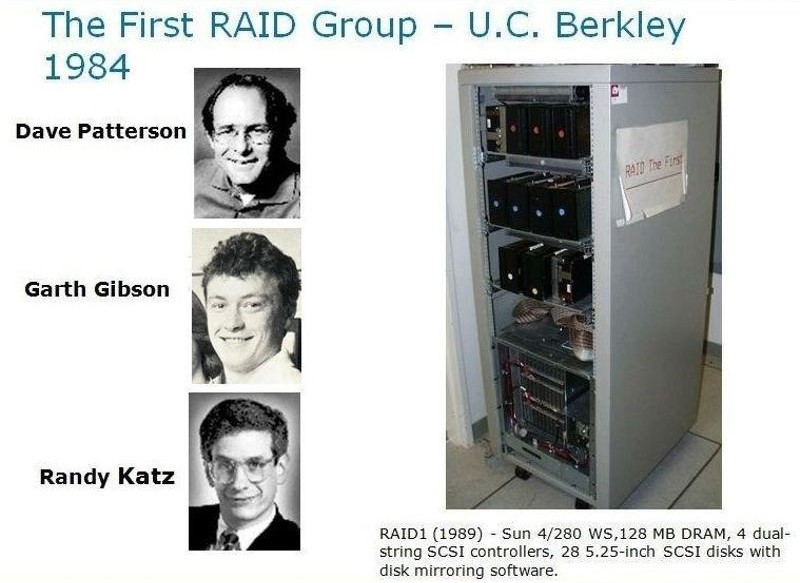 The First RAID Group – U.C. Berkley
1984
Dave Patterson
Garth Gibson
Randy Katz
RAID The First
RAID1 (1989) - Sun 4/280 WS,128 MB DRAM, 4 dual-
string SCSI controllers, 28 5.25-inch SCSI disks with
disk mirroring software.